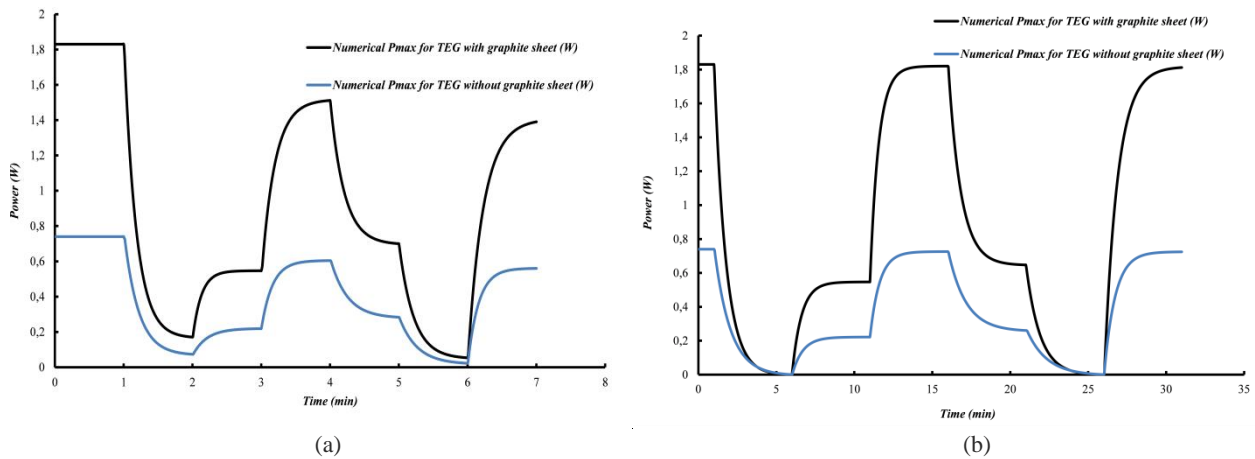 2
1,8
1,6
1,4
1,2
1
0,8
0,6
0,4
0,2
0
Power (W)
Numerical Pmax for TEG with graphite sheet (W)
Numerical Pmax for TEG without graphite sheet (W)
0 1 2 3 4 5 6 7 8
Time (min)
(a)
2
1,8
1,6
1,4
1,2
1
0,8
0,6
0,4
0,2
0
Power (W)
Numerical Pmax for TEG with graphite sheet (W)
Numerical Pmax for TEG without graphite sheet (W)
0 5 10 15 20 25 30 35
Time (min)
(b)